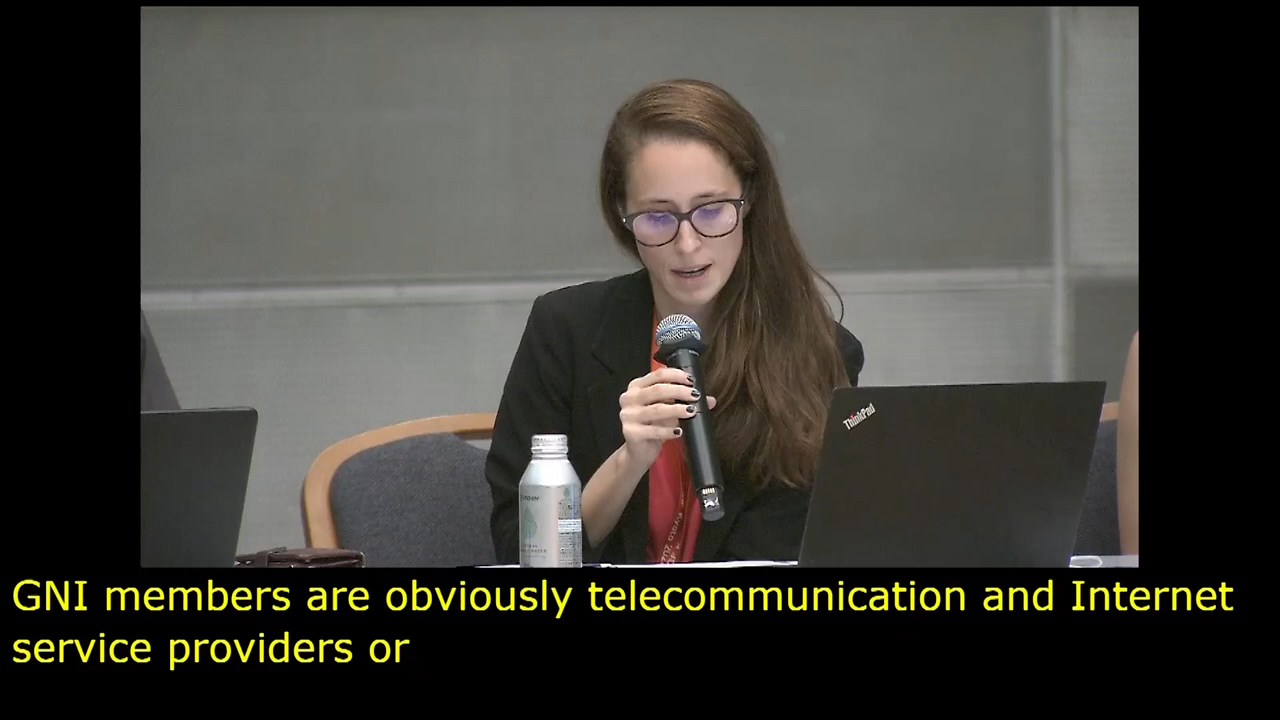 ThinkPad
GNI members are obviously telecommunication and Internet
service providers or